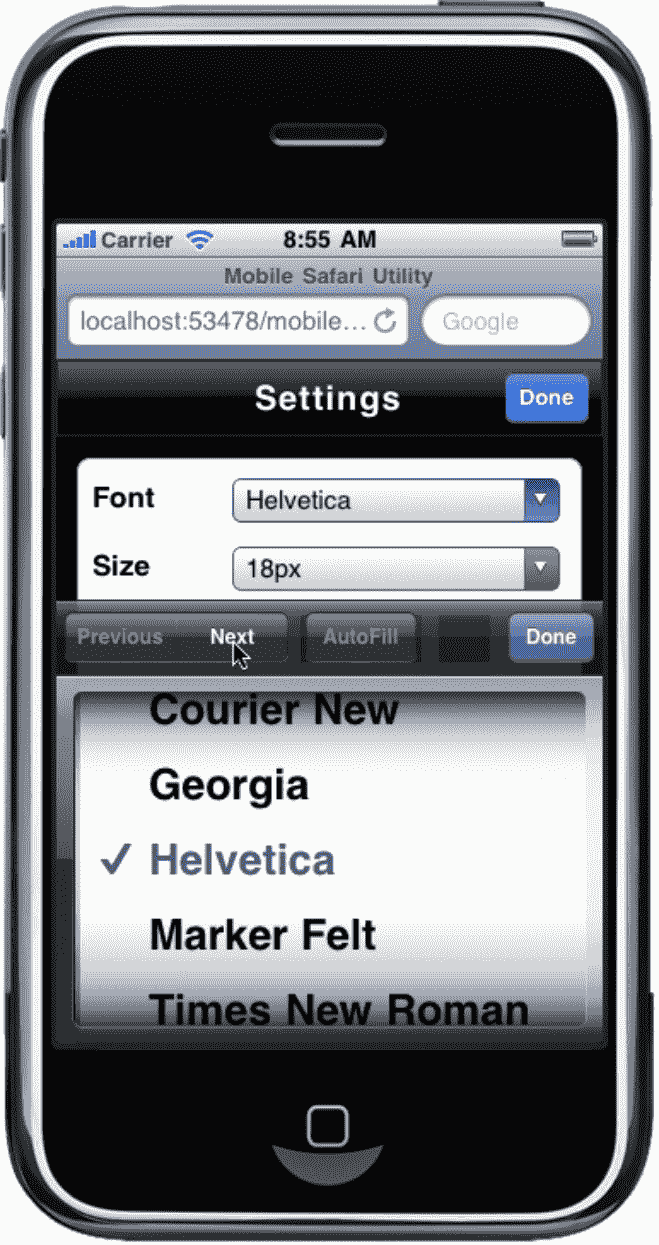 Carrier 8:55 AM
Mobile Safari Utility
localhost:53478/mobile... Google
Settings Done
Font Helvetica
Size 18px
Previous Next AutoFill Done
Courier New
Georgia
✓ Helvetica
Marker Felt
Times New Roman